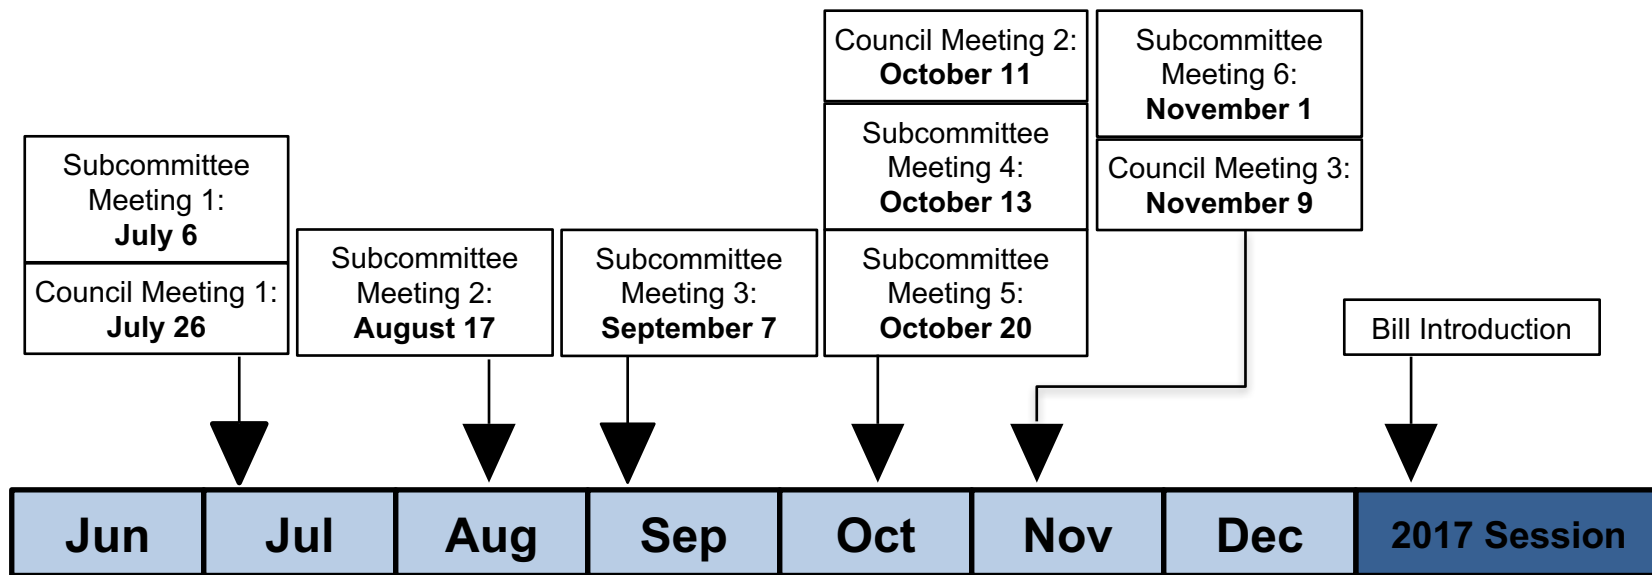 Subcommittee
Meeting 1:
July 6
Council Meeting 1:
July 26
Subcommittee
Meeting 2:
August 17
Subcommittee
Meeting 3:
September 7
Council Meeting 2:
October 11
Subcommittee
Meeting 4:
October 13
Subcommittee
Meeting 5:
October 20
Subcommittee
Meeting 6:
November 1
Council Meeting 3:
November 9
Bill Introduction
Jun
Jul
Aug
Sep
Oct
Nov
Dec
2017 Session